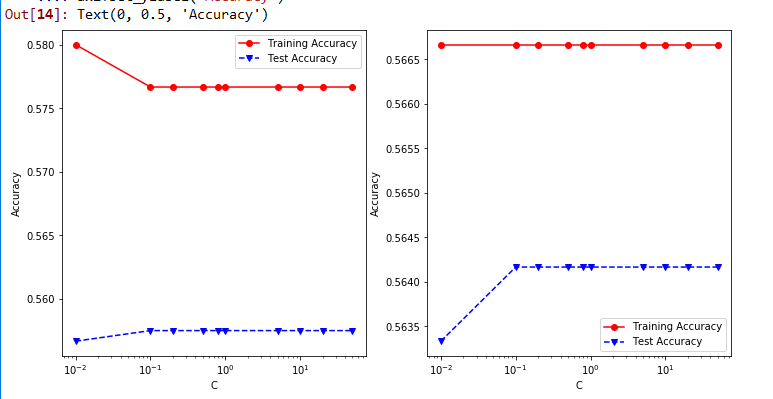 Out[14]: Text(0, 0.5, 'Accuracy')
Training Accuracy
Test Accuracy
0.580
0.575
0.570
0.565
0.560
Accuracy
10⁻² 10⁻¹ 10⁰ 10¹
C
0.5665
0.5660
0.5655
0.5650
0.5645
0.5640
0.5635
Accuracy
Training Accuracy
Test Accuracy
10⁻² 10⁻¹ 10⁰ 10¹
C